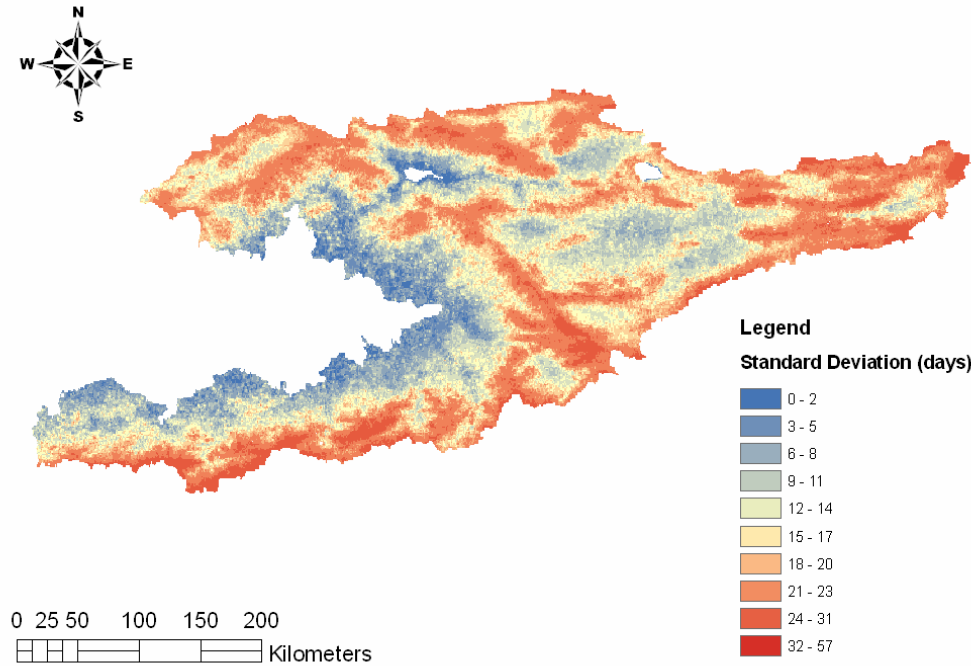 N
W E
S
Legend
Standard Deviation (days)
0 - 2
3 - 5
6 - 8
9 - 11
12 - 14
15 - 17
18 - 20
21 - 23
24 - 31
32 - 57
0 25 50 100 150 200
Kilometers